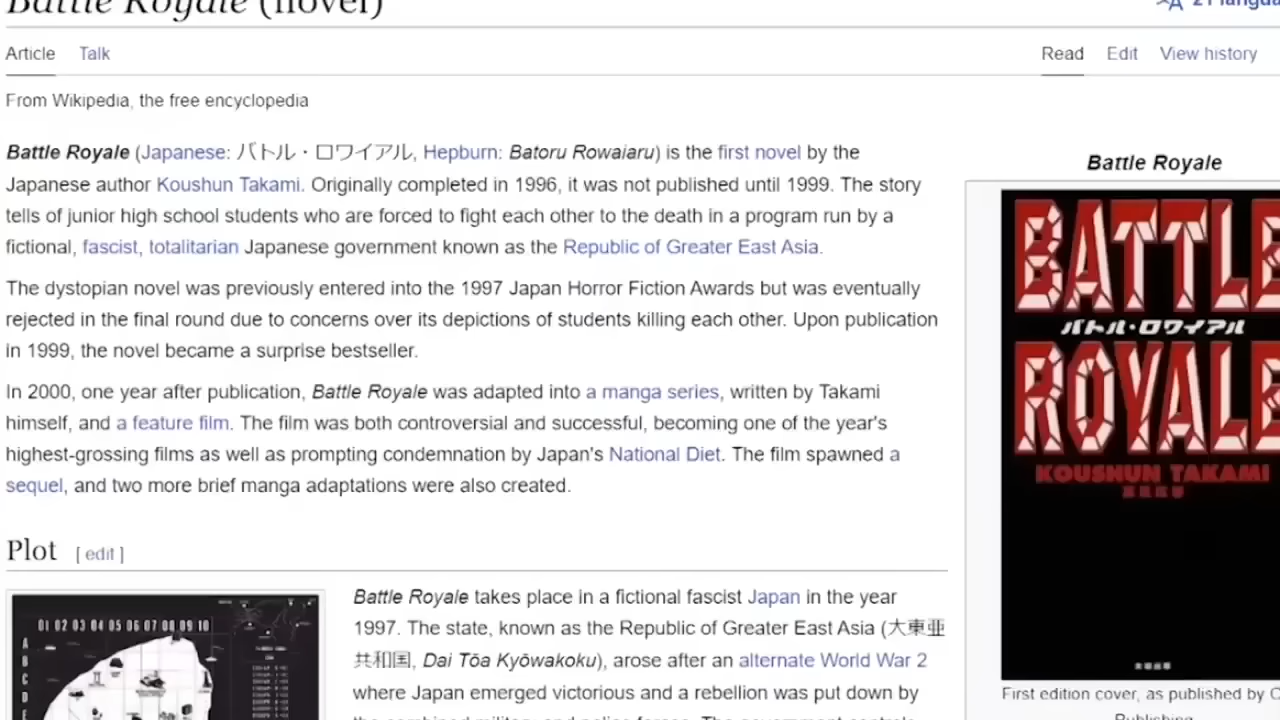 Battle Royale (novel)
Article Talk
Read Edit View history
From Wikipedia, the free encyclopedia
Battle Royale (Japanese: バトル・ロワイアル, Hepburn: Batoru Rowaiaru) is the first novel by the
Japanese author Koushun Takami. Originally completed in 1996, it was not published until 1999. The story
tells of junior high school students who are forced to fight each other to the death in a program run by a
fictional, fascist, totalitarian Japanese government known as the Republic of Greater East Asia.
The dystopian novel was previously entered into the 1997 Japan Horror Fiction Awards but was eventually
rejected in the final round due to concerns over its depictions of students killing each other. Upon publication
in 1999, the novel became a surprise bestseller.
In 2000, one year after publication, Battle Royale was adapted into a manga series, written by Takami
himself, and a feature film. The film was both controversial and successful, becoming one of the year's
highest-grossing films as well as prompting condemnation by Japan's National Diet. The film spawned a
sequel, and two more brief manga adaptations were also created.
Plot [ edit ]
01 02 03 04 05 06 07 08 09 10
A
B
C
D
Battle Royale takes place in a fictional fascist Japan in the year
1997. The state, known as the Republic of Greater East Asia (大東亜
共和国, Dai Tōa Kyōwakoku), arose after an alternate World War 2
where Japan emerged victorious and a rebellion was put down by
Battle Royale
BATTLE
バトル・ロワイアル
ROYALE
KOUSHUN TAKAMI
First edition cover, as published by
Publishing